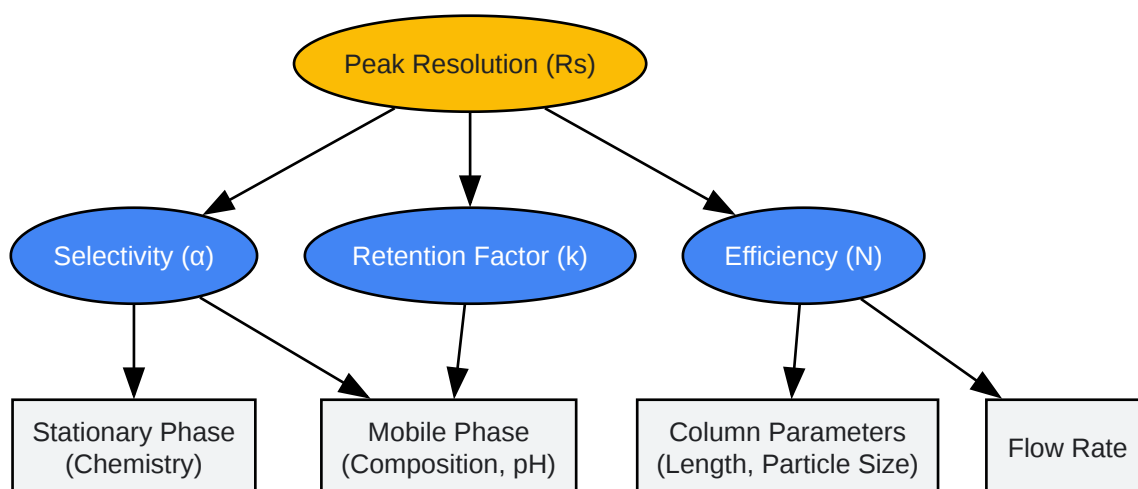 Peak Resolution (Rs)
Selectivity (α)
Retention Factor (k)
Efficiency (N)
Stationary Phase
(Chemistry)
Mobile Phase
(Composition, pH)
Column Parameters
(Length, Particle Size)
Flow Rate